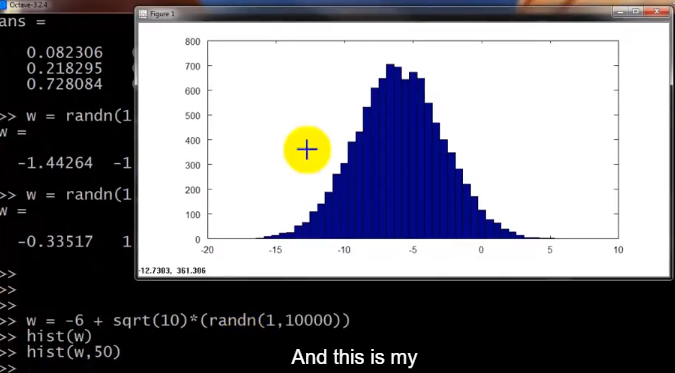 Octave-3.2.4
Figure 1
ans =
0.082306
0.218295
0.728084
>> w = randn(1
w =
-1.44264 -1
>> w = randn(1
w =
-0.33517 1
>>
>>
>>
>> w = -6 + sqrt(10)*(randn(1,10000))
>> hist(w)
>> hist(w,50)
>>
800
700
600
500
400
300
200
100
0
-20 -15 -10 -5 0 5 10
-12.7303, 361.306
And this is my